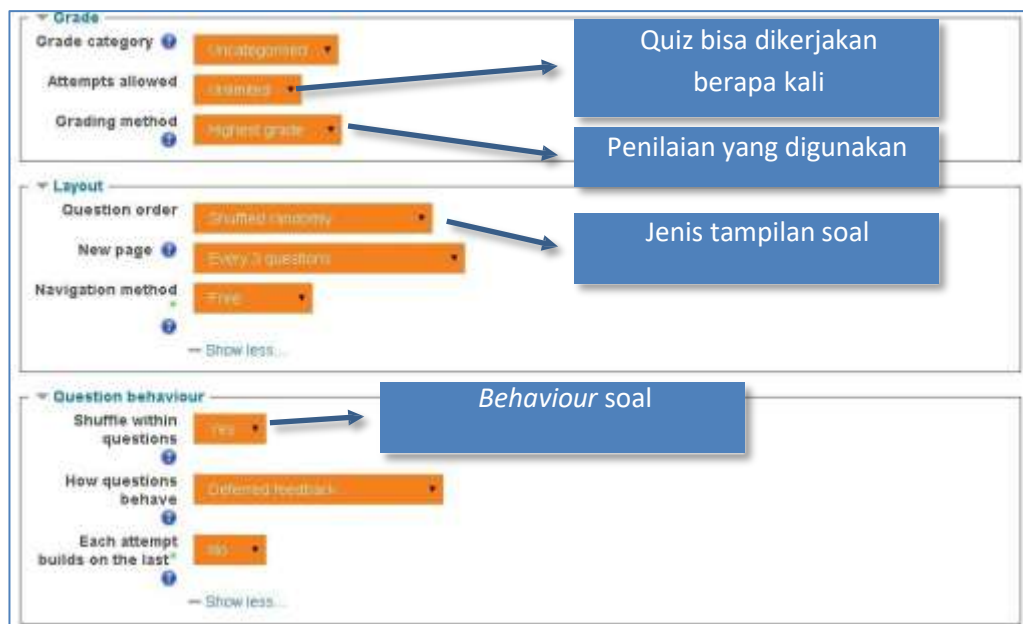 Grade
Grade category
Uncategorised
Quiz bisa dikerjakan
berapa kali
Attempts allowed
Unlimited
Grading method
Highest grade
Penilaian yang digunakan
Layout
Question order
Shuffled randomly
Jenis tampilan soal
New page
Every 3 questions
Navigation method
*
Free
— Show less...
Question behaviour
Behaviour soal
Shuffle within
questions
Yes
How questions
behave
Deferred feedback
Each attempt
builds on the last*
No
— Show less...